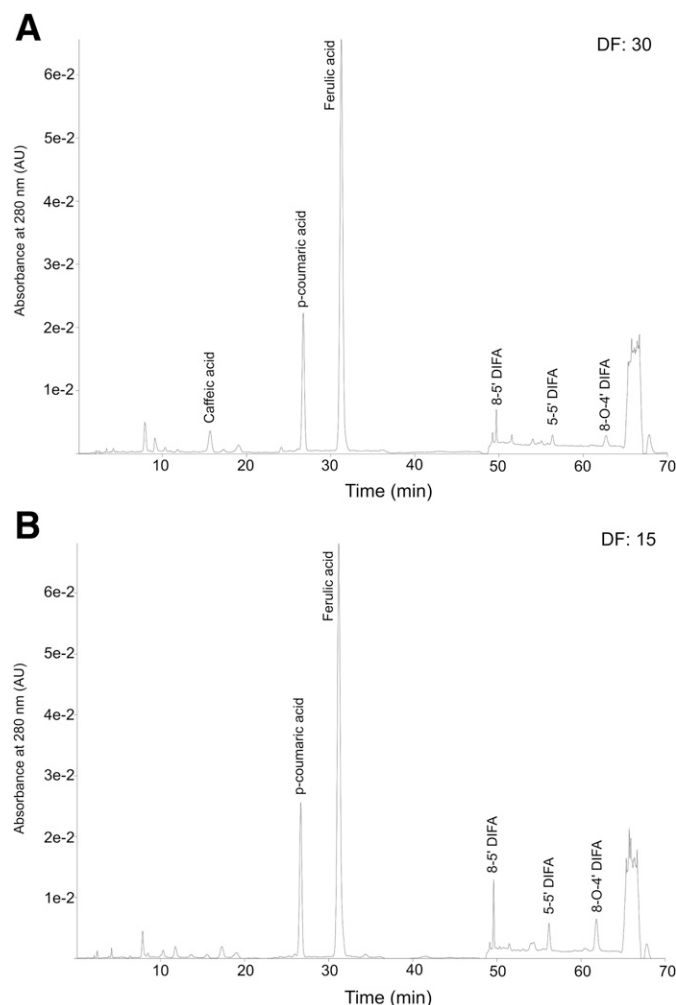 A
DF: 30
Absorbance at 280 nm (AU)
6e-2
5e-2
4e-2
3e-2
2e-2
1e-2
Caffeic acid
p-coumaric acid
Ferulic acid
8-5' DIFA
5-5' DIFA
8-O-4' DIFA
10 20 30 40 50 60 70
Time (min)
B
DF: 15
Absorbance at 280 nm (AU)
6e-2
5e-2
4e-2
3e-2
2e-2
1e-2
p-coumaric acid
Ferulic acid
8-5' DIFA
5-5' DIFA
8-O-4' DIFA
10 20 30 40 50 60 70
Time (min)